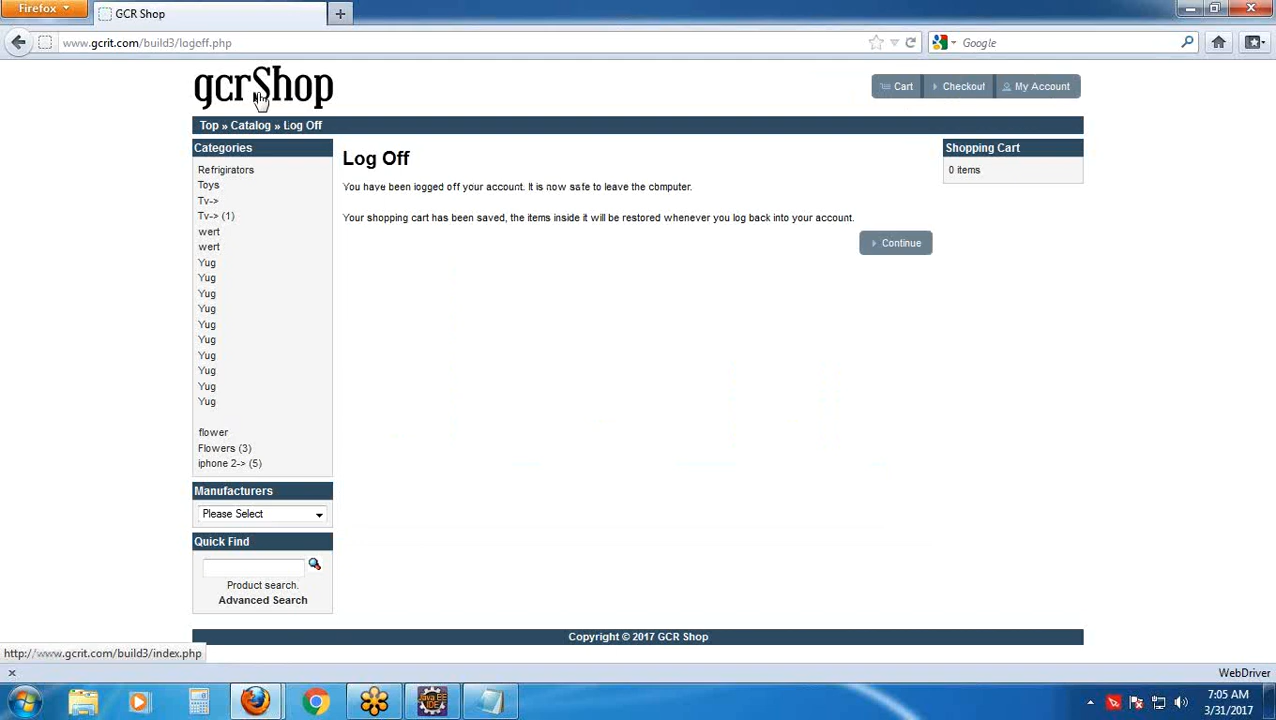 Firefox
GCR Shop
www.gcrit.com/build3/logoff.php
Google
gcrShop
Cart
Checkout
My Account
Top » Catalog » Log Off
Categories
Refrigirators
Toys
Tv->
Tv-> (1)
wert
wert
Yug
Yug
Yug
Yug
Yug
Yug
Yug
Yug
Yug
Yug
flower
Flowers (3)
iphone 2-> (5)
Manufacturers
Please Select
Quick Find
Product search.
Advanced Search
Log Off
You have been logged off your account. It is now safe to leave the computer.
Your shopping cart has been saved, the items inside it will be restored whenever you log back into your account.
Continue
Shopping Cart
0 items
Copyright © 2017 GCR Shop
http://www.gcrit.com/build3/index.php
WebDriver
Java EE
IDE
7:05 AM
3/31/2017